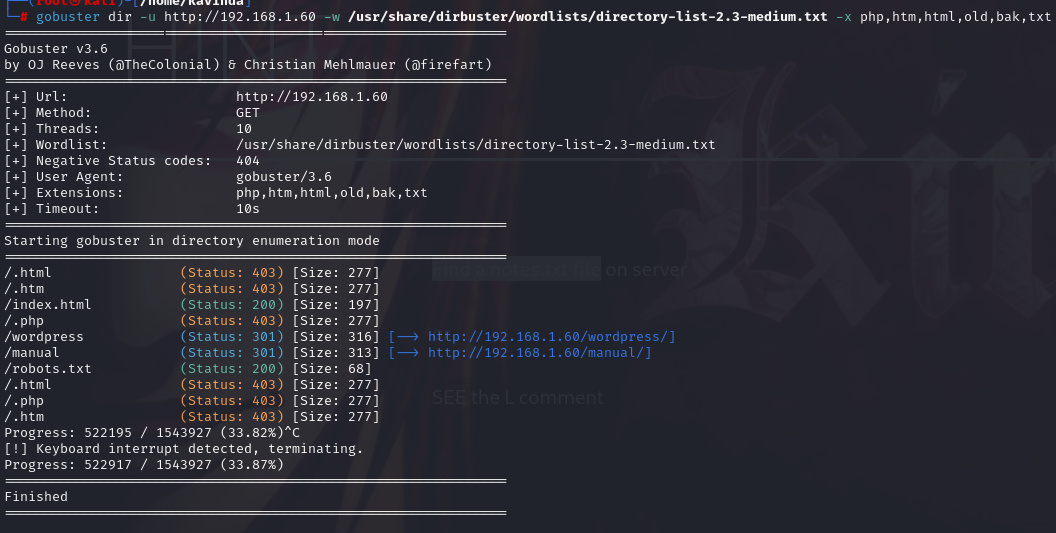 (root㉿kali)-[/home/kavinda]
└─# gobuster dir -u http://192.168.1.60 -w /usr/share/dirbuster/wordlists/directory-list-2.3-medium.txt -x php,htm,html,old,bak,txt
===============================================================
Gobuster v3.6
by OJ Reeves (@TheColonial) & Christian Mehlmauer (@firefart)
===============================================================
[+] Url:                     http://192.168.1.60
[+] Method:                  GET
[+] Threads:                 10
[+] Wordlist:                /usr/share/dirbuster/wordlists/directory-list-2.3-medium.txt
[+] Negative Status codes:   404
[+] User Agent:              gobuster/3.6
[+] Extensions:              php,htm,html,old,bak,txt
[+] Timeout:                 10s
===============================================================
Starting gobuster in directory enumeration mode
===============================================================
/.html                (Status: 403) [Size: 277]
on server
/.htm                 (Status: 403) [Size: 277]
/index.html           (Status: 200) [Size: 197]
/.php                 (Status: 403) [Size: 277]
/wordpress            (Status: 301) [Size: 316] [--> http://192.168.1.60/wordpress/]
/manual               (Status: 301) [Size: 313] [--> http://192.168.1.60/manual/]
/robots.txt           (Status: 200) [Size: 68]
/.html                (Status: 403) [Size: 277]
/.php                 (Status: 403) [Size: 277]
SEE the L comment
/.htm                 (Status: 403) [Size: 277]
Progress: 522195 / 1543927 (33.82%)^C
[!] Keyboard interrupt detected, terminating.
Progress: 522917 / 1543927 (33.87%)
===============================================================
Finished
===============================================================